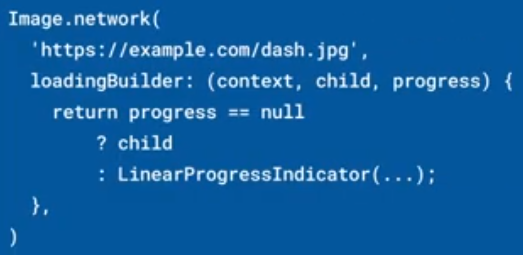 Image.network(
  'https://example.com/dash.jpg',
  loadingBuilder: (context, child, progress) {
    return progress == null
        ? child
        : LinearProgressIndicator(...);
  },
)